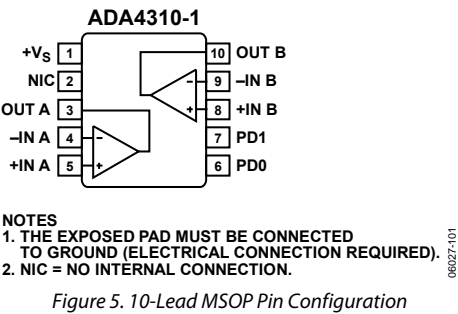 ADA4310-1
+VS 1
NIC 2
OUT A 3
–IN A 4
+IN A 5
10 OUT B
9 –IN B
8 +IN B
7 PD1
6 PD0
– +
– +
NOTES
1. THE EXPOSED PAD MUST BE CONNECTED
TO GROUND (ELECTRICAL CONNECTION REQUIRED).
2. NIC = NO INTERNAL CONNECTION.
06027-101
Figure 5. 10-Lead MSOP Pin Configuration